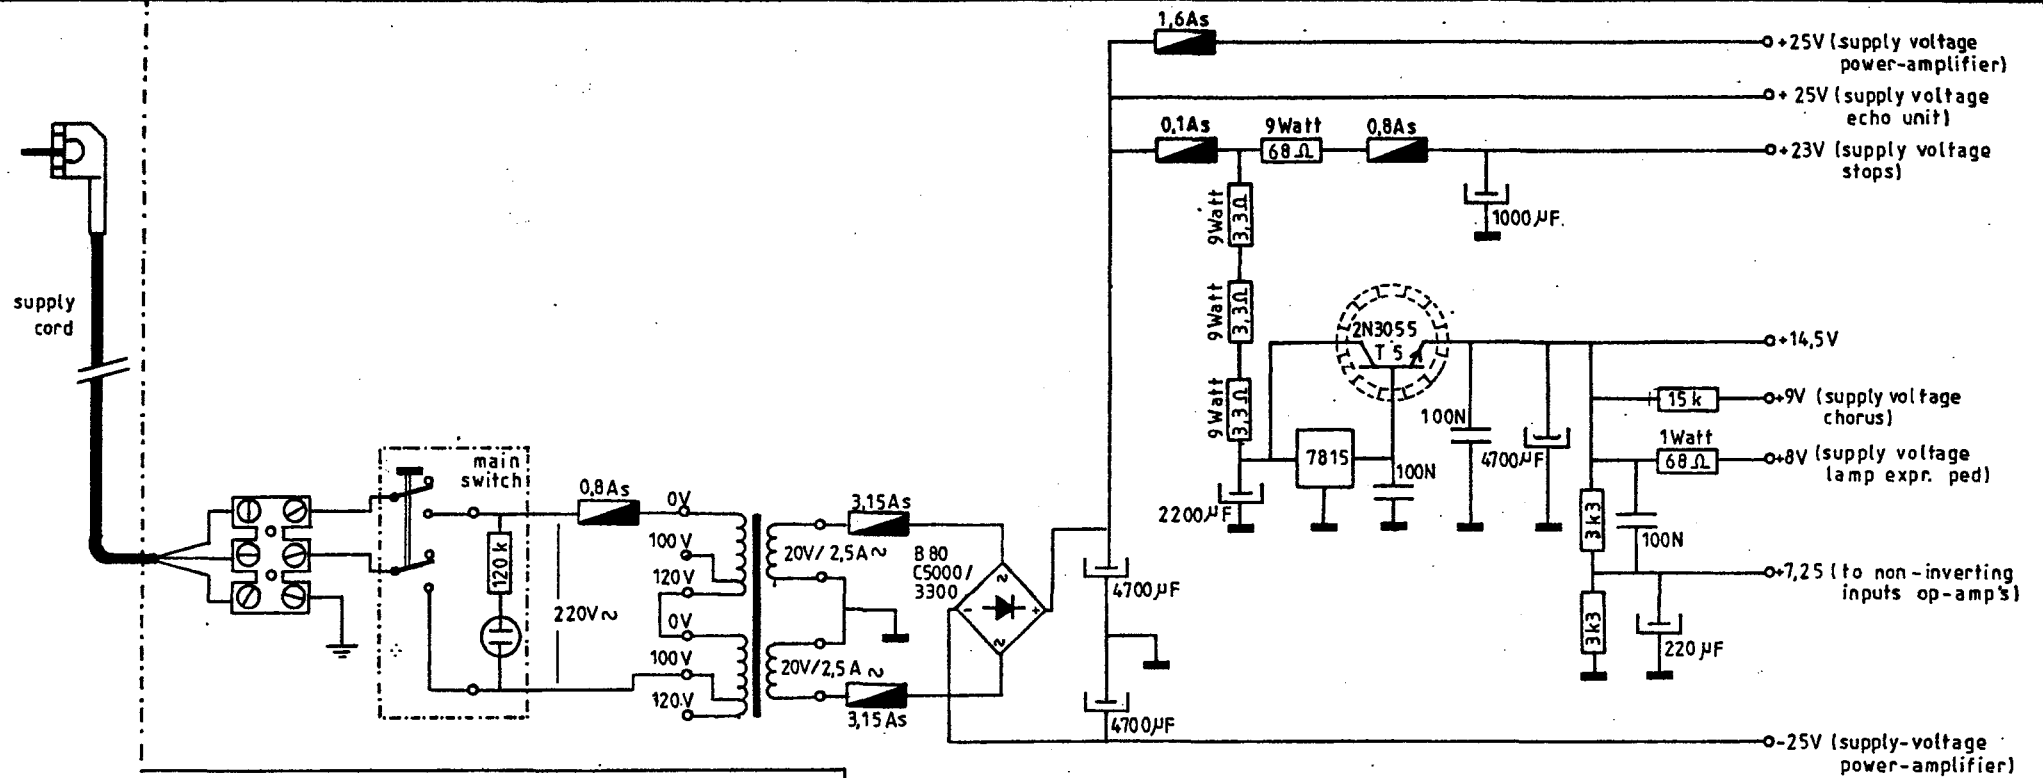 1,6As
+25V (supply voltage
power-amplifier)
+ 25V (supply voltage
echo unit)
0,1As
9Watt
68Ω
0,8As
+23V (supply voltage
stops)
1000µF.
9Watt
3,3Ω
9Watt
3,3Ω
9Watt
3,3Ω
supply
cord
2N3055
T 5
+14,5V
15 k
+9V (supply voltage
chorus)
100N
4700µF
1Watt
68Ω
+8V (supply voltage
lamp expr. ped)
7815
100N
2200µF
main
switch
0,8As
0V
100V
120V
0V
100V
120V
120 k
220V~
3,15As
20V/ 2,5A~
20V/2,5A~
3,15As
B80
C5000/
3300
~
-
+
~
4700µF
4700µF
3k3
100N
+7,25 (to non-inverting
inputs op-amp's)
3k3
220µF
-25V (supply-voltage
power-amplifier)